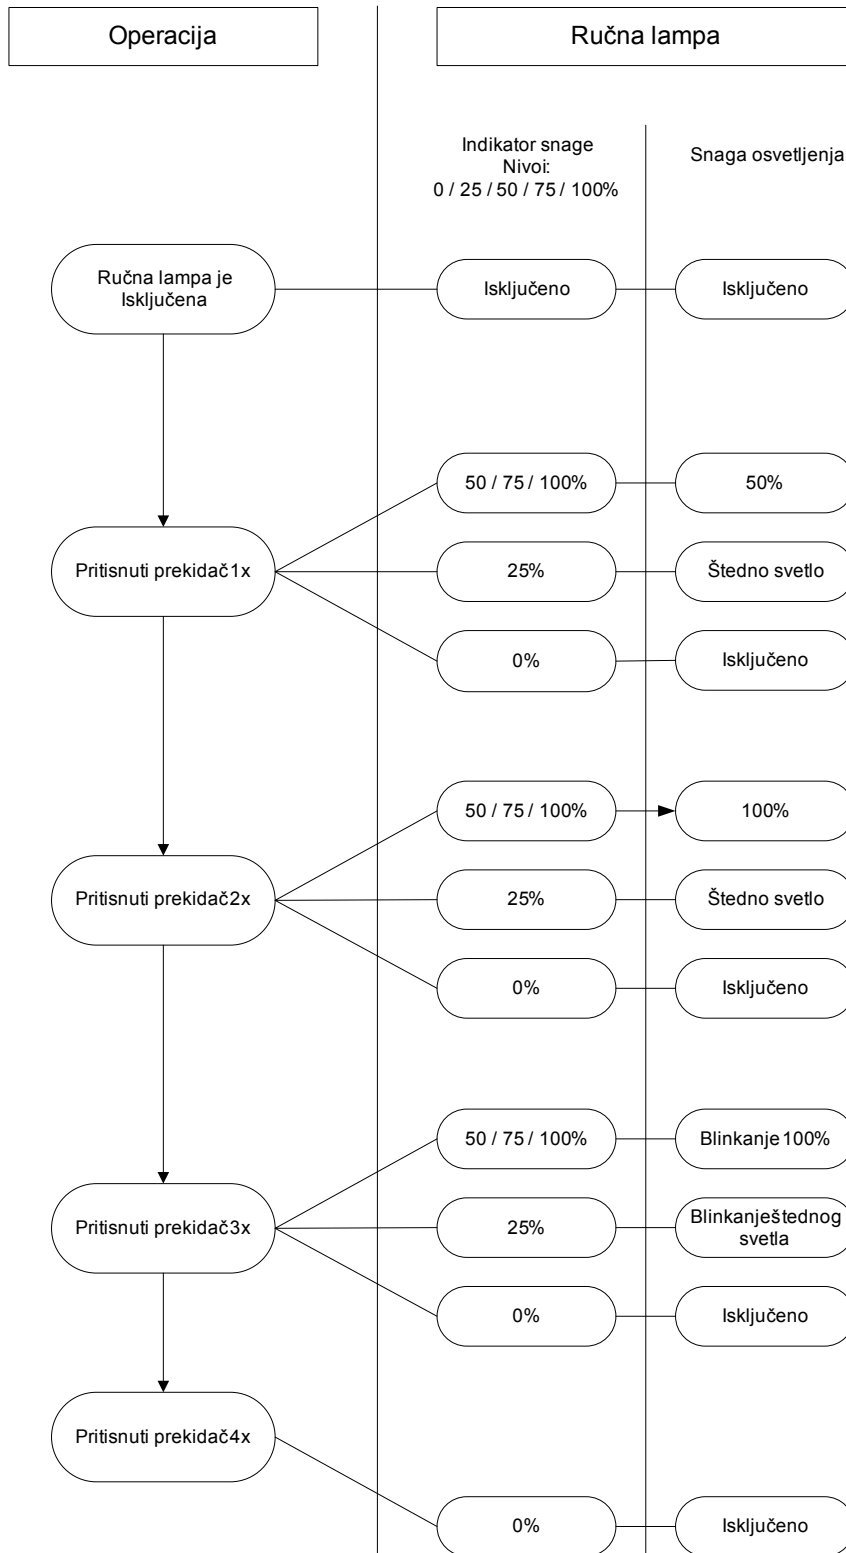 Operacija
Ručna lampa
Indikator snage
Nivoi:
0 / 25 / 50 / 75 / 100%
Snaga osvetljenja
Ručna lampa je
Isključena
Isključeno
Isključeno
50 / 75 / 100%
50%
Pritisnuti prekidač1x
25%
Štedno svetlo
0%
Isključeno
50 / 75 / 100%
100%
Pritisnuti prekidač2x
25%
Štedno svetlo
0%
Isključeno
50 / 75 / 100%
Blinkanje100%
Pritisnuti prekidač3x
25%
Blinkanještednog
svetla
0%
Isključeno
Pritisnuti prekidač4x
0%
Isključeno